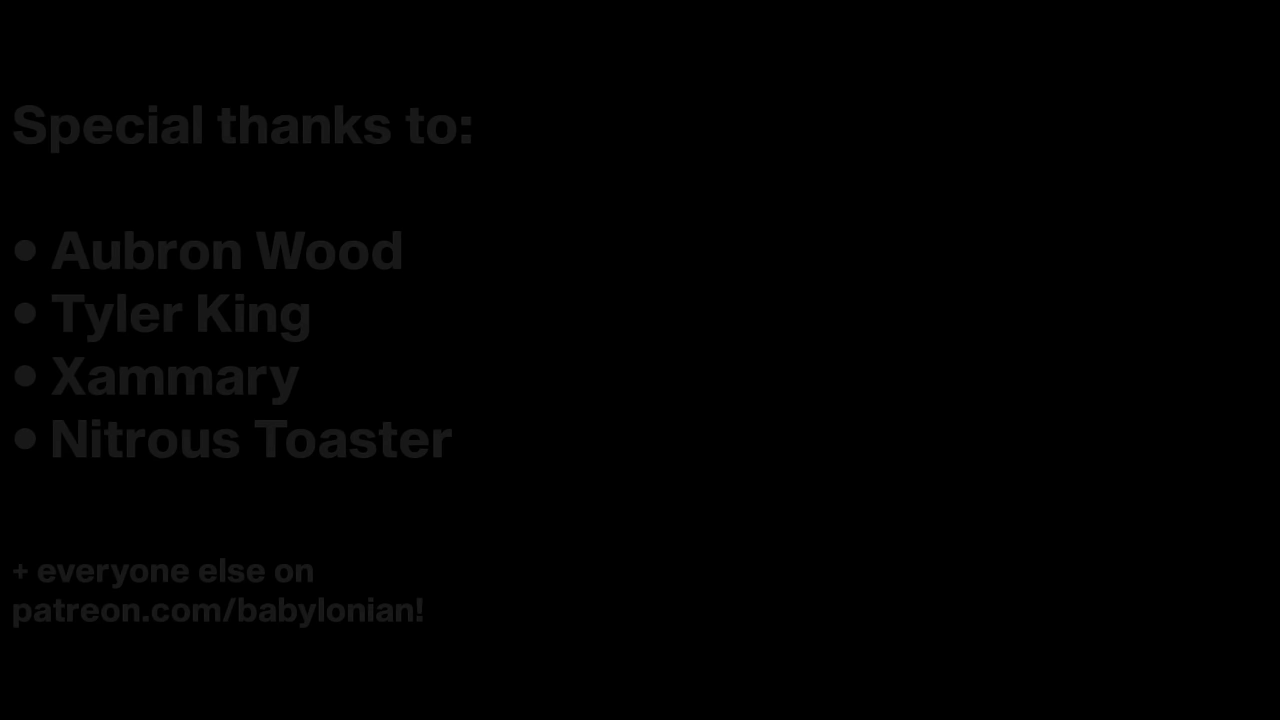 Special thanks to:
• Aubron Wood
• Tyler King
• Xammary
• Nitrous Toaster
+ everyone else on
patreon.com/babylonian!